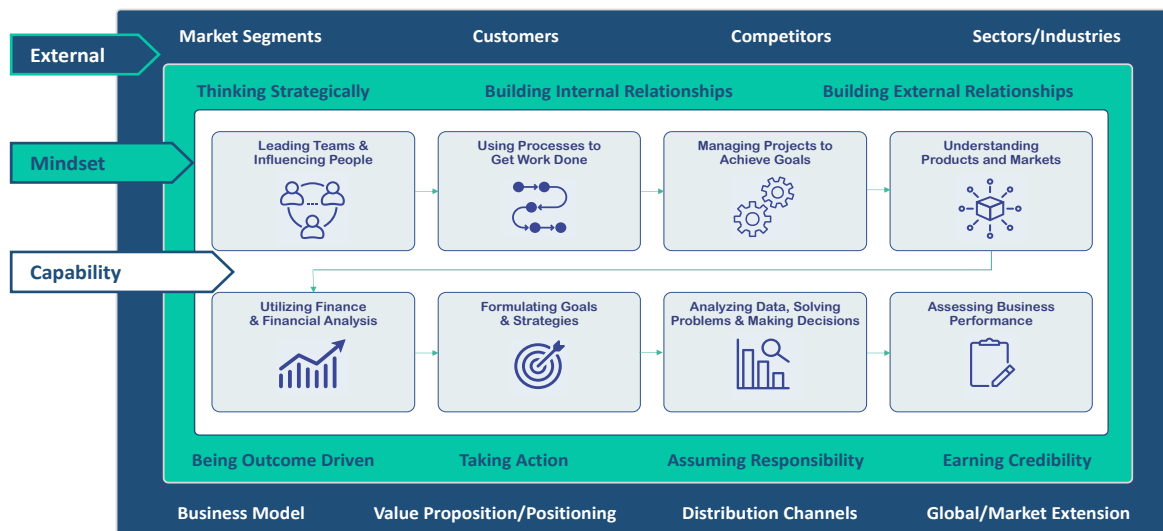 Market Segments
Customers
Competitors
Sectors/Industries
External
Thinking Strategically
Building Internal Relationships
Building External Relationships
Mindset
Leading Teams &
Influencing People
Using Processes to
Get Work Done
Managing Projects to
Achieve Goals
Understanding
Products and Markets
Capability
Utilizing Finance
& Financial Analysis
Formulating Goals
& Strategies
Analyzing Data, Solving
Problems & Making Decisions
Assessing Business
Performance
Being Outcome Driven
Taking Action
Assuming Responsibility
Earning Credibility
Business Model
Value Proposition/Positioning
Distribution Channels
Global/Market Extension